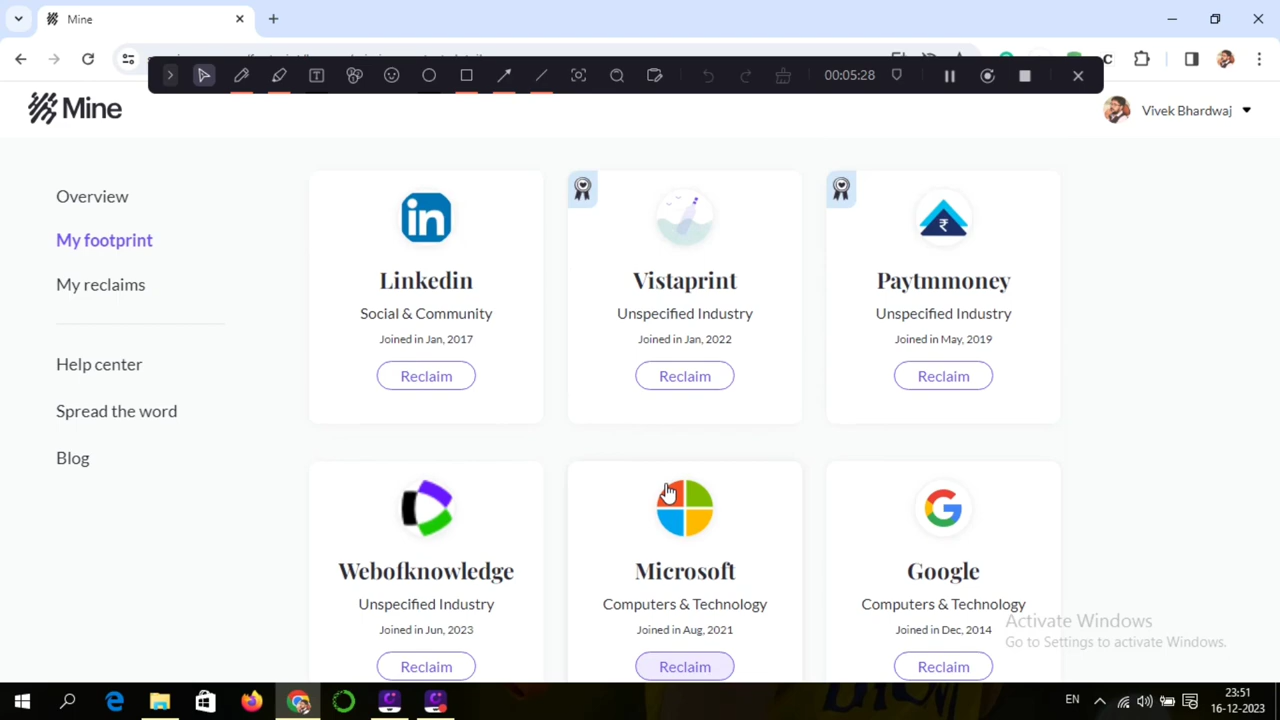 Mine
00:05:28
Mine
Vivek Bhardwaj
Overview
My footprint
My reclaims
Help center
Spread the word
Blog
Linkedin
Social & Community
Joined in Jan, 2017
Reclaim
Vistaprint
Unspecified Industry
Joined in Jan, 2022
Reclaim
Paytmmoney
Unspecified Industry
Joined in May, 2019
Reclaim
Webofknowledge
Unspecified Industry
Joined in Jun, 2023
Reclaim
Microsoft
Computers & Technology
Joined in Aug, 2021
Reclaim
Google
Computers & Technology
Joined in Dec, 2014
Reclaim
Activate Windows
Go to Settings to activate Windows.
EN
23:51
16-12-2023